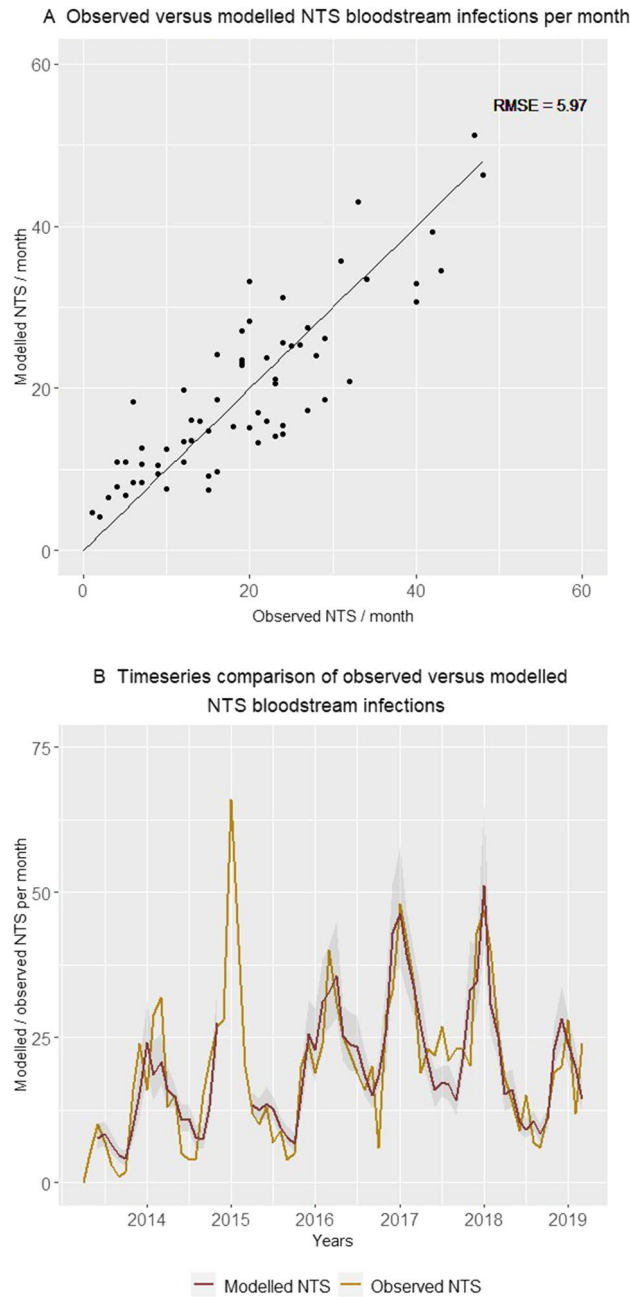 A Observed versus modelled NTS bloodstream infections per month
60
RMSE = 5.97
40
20
0
Modelled NTS / month
0 20 40 60
Observed NTS / month
B Timeseries comparison of observed versus modelled
NTS bloodstream infections
75
50
25
0
Modelled / observed NTS per month
2014 2015 2016 2017 2018 2019
Years
Modelled NTS Observed NTS